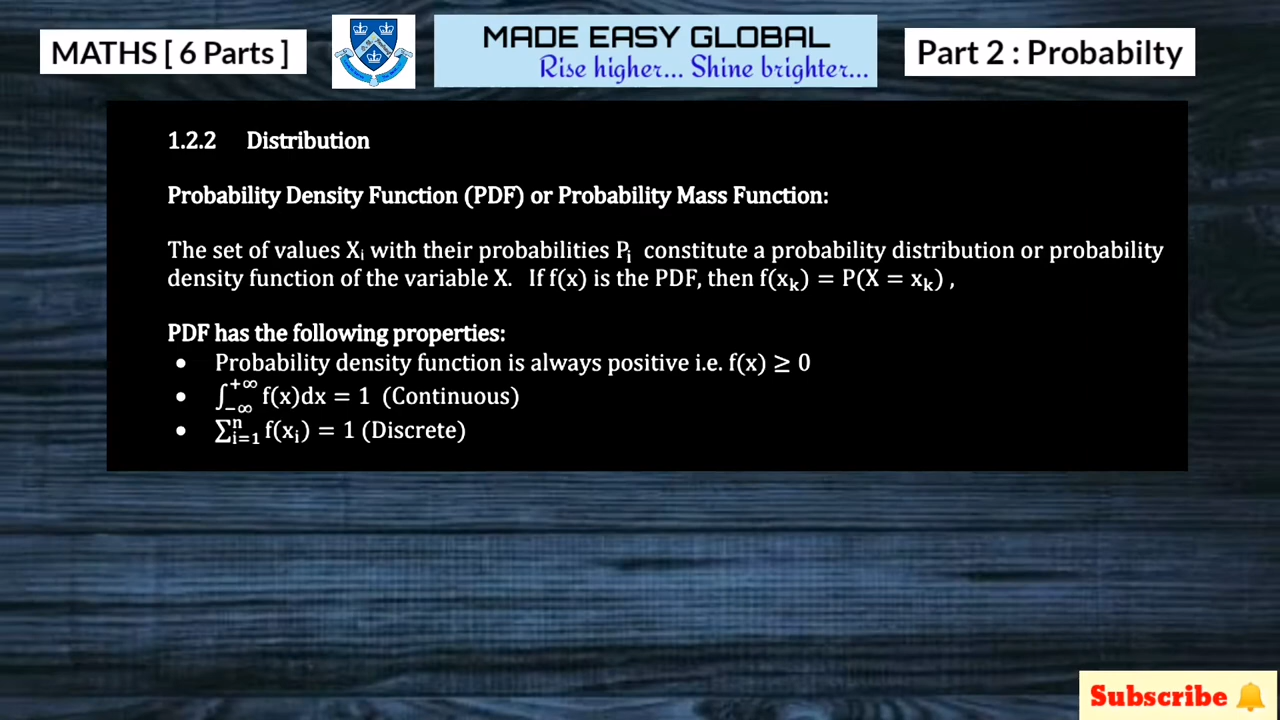 MATHS [ 6 Parts ]
MADE EASY GLOBAL
Rise higher... Shine brighter...
Part 2 : Probabilty
1.2.2 Distribution
Probability Density Function (PDF) or Probability Mass Function:
The set of values Xᵢ with their probabilities Pᵢ constitute a probability distribution or probability
density function of the variable X. If f(x) is the PDF, then f(xₖ) = P(X = xₖ) ,
PDF has the following properties:
• Probability density function is always positive i.e. f(x) ≥ 0
• ∫₋∞⁺∞ f(x)dx = 1 (Continuous)
• ∑ᵢ₌₁ⁿ f(xᵢ) = 1 (Discrete)
Subscribe